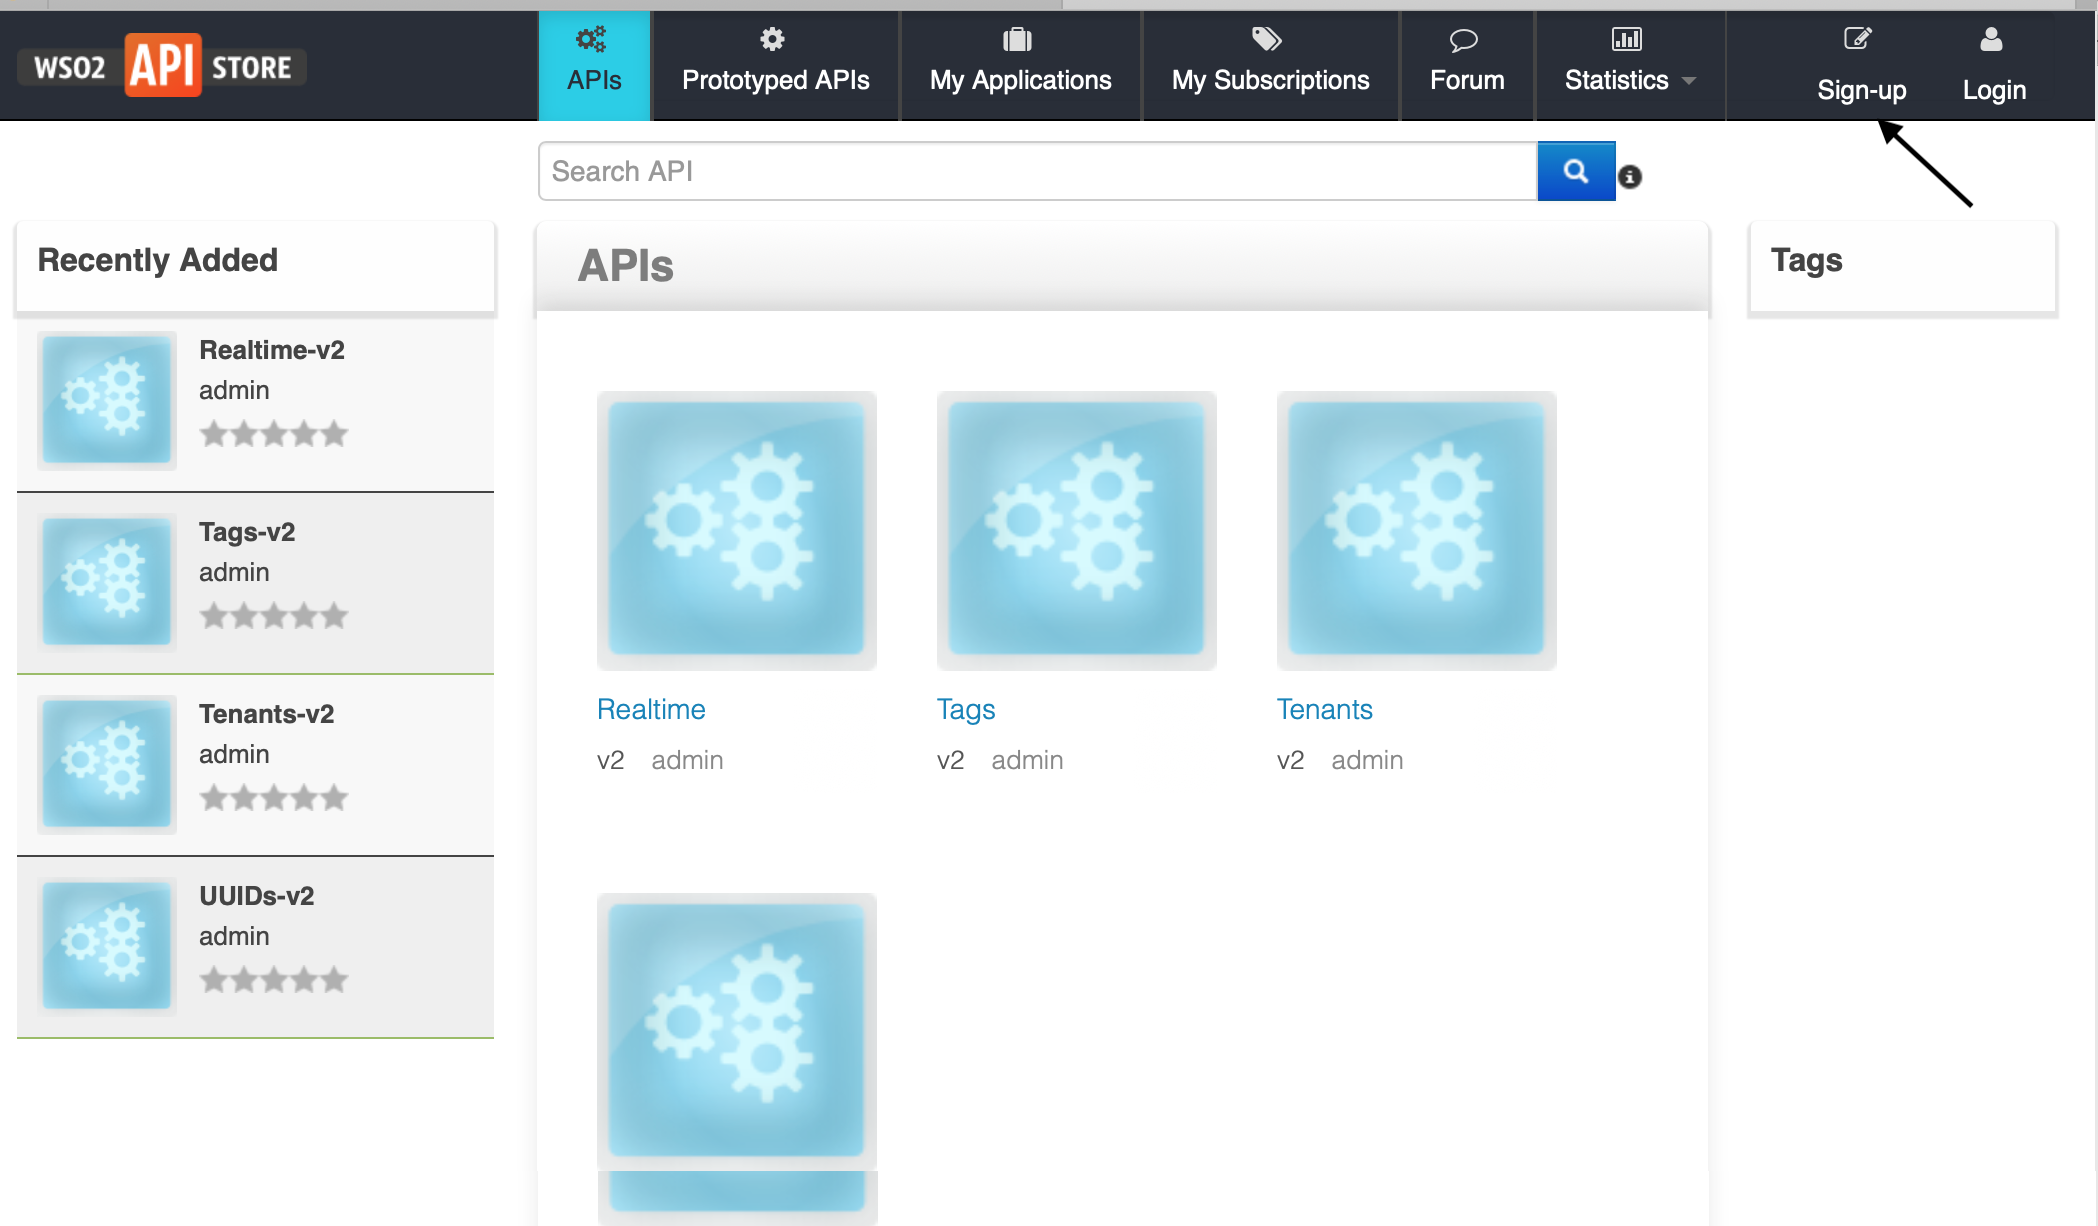 WSO2 API STORE
APIs
Prototyped APIs
My Applications
My Subscriptions
Forum
Statistics
Sign-up
Login
Search API
Recently Added
Realtime-v2
admin
Tags-v2
admin
Tenants-v2
admin
UUIDs-v2
admin
APIs
Realtime
v2 admin
Tags
v2 admin
Tenants
v2 admin
Tags